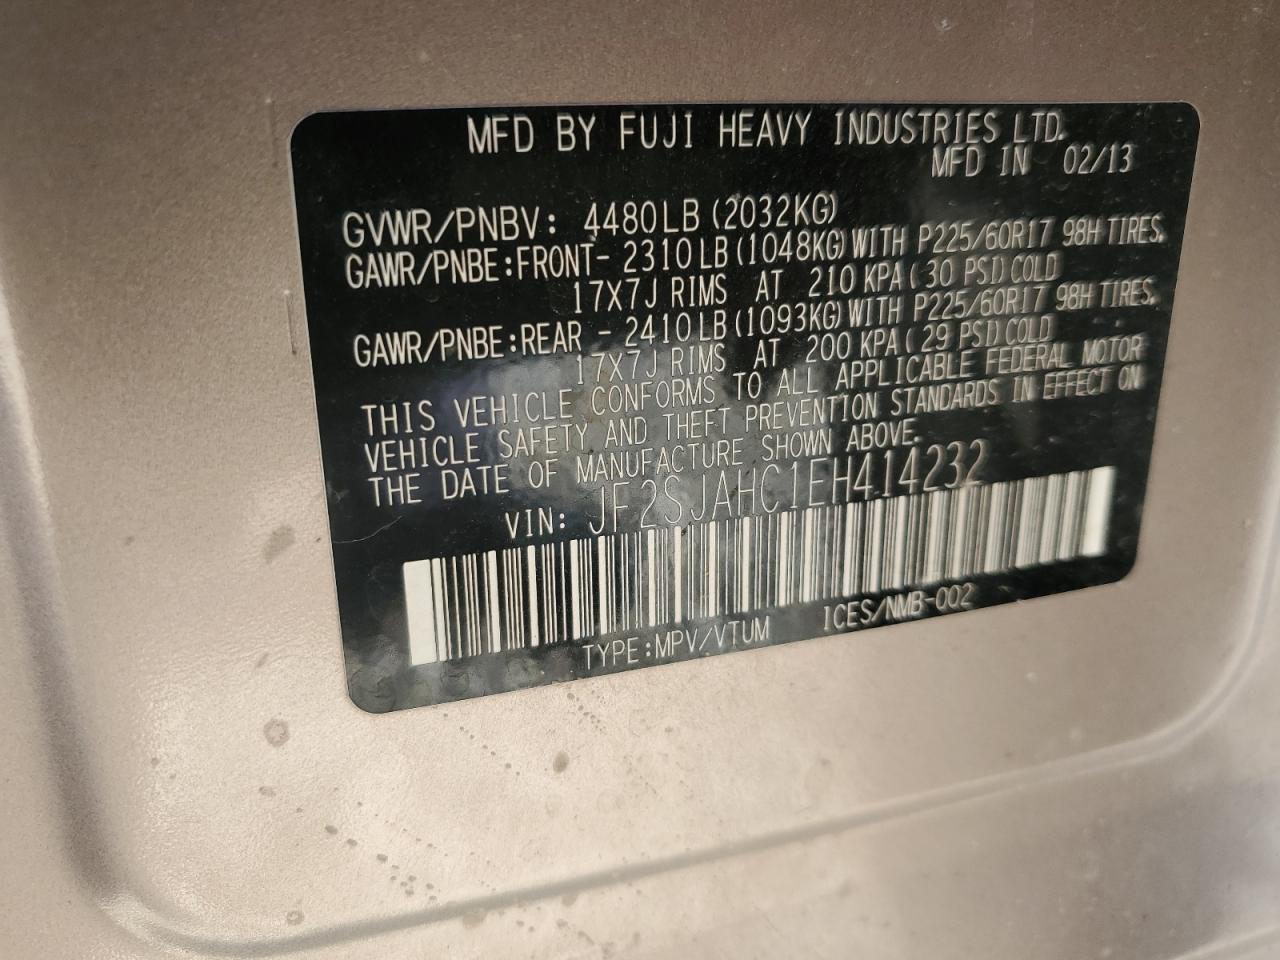 MFD BY FUJI HEAVY INDUSTRIES LTD.
MFD IN 02/13
GVWR/PNBV: 4480LB (2032KG)
GAWR/PNBE:FRONT- 2310LB (1048KG) WITH P225/60R17 98H TIRES,
17X7J RIMS AT 210 KPA ( 30 PSI) COLD
GAWR/PNBE:REAR - 2410LB (1093KG) WITH P225/60R17 98H TIRES,
17X7J RIMS AT 200 KPA ( 29 PSI) COLD
THIS VEHICLE CONFORMS TO ALL APPLICABLE FEDERAL MOTOR
VEHICLE SAFETY AND THEFT PREVENTION STANDARDS IN EFFECT ON
THE DATE OF MANUFACTURE SHOWN ABOVE.
VIN: JF2SJAHC1EH414232
TYPE:MPV/VTUM ICES/NMB-002